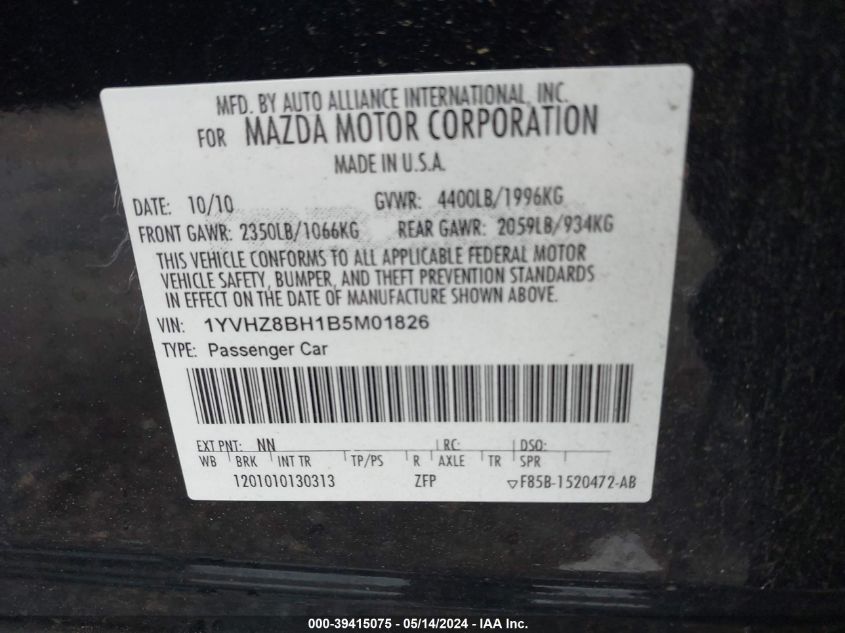 MFD. BY AUTO ALLIANCE INTERNATIONAL, INC.
FOR MAZDA MOTOR CORPORATION
MADE IN U.S.A.
DATE: 10/10 GVWR: 4400LB/1996KG
FRONT GAWR: 2350LB/1066KG REAR GAWR: 2059LB/934KG
THIS VEHICLE CONFORMS TO ALL APPLICABLE FEDERAL MOTOR
VEHICLE SAFETY, BUMPER, AND THEFT PREVENTION STANDARDS
IN EFFECT ON THE DATE OF MANUFACTURE SHOWN ABOVE.
VIN: 1YVHZ8BH1B5M01826
TYPE: Passenger Car
EXT PNT: NN RC: DSO:
WB BRK INT TR TP/PS R AXLE TR SPR
1201010130313 ZFP F85B-1520472-AB
000-39415075 - 05/14/2024 - IAA Inc.